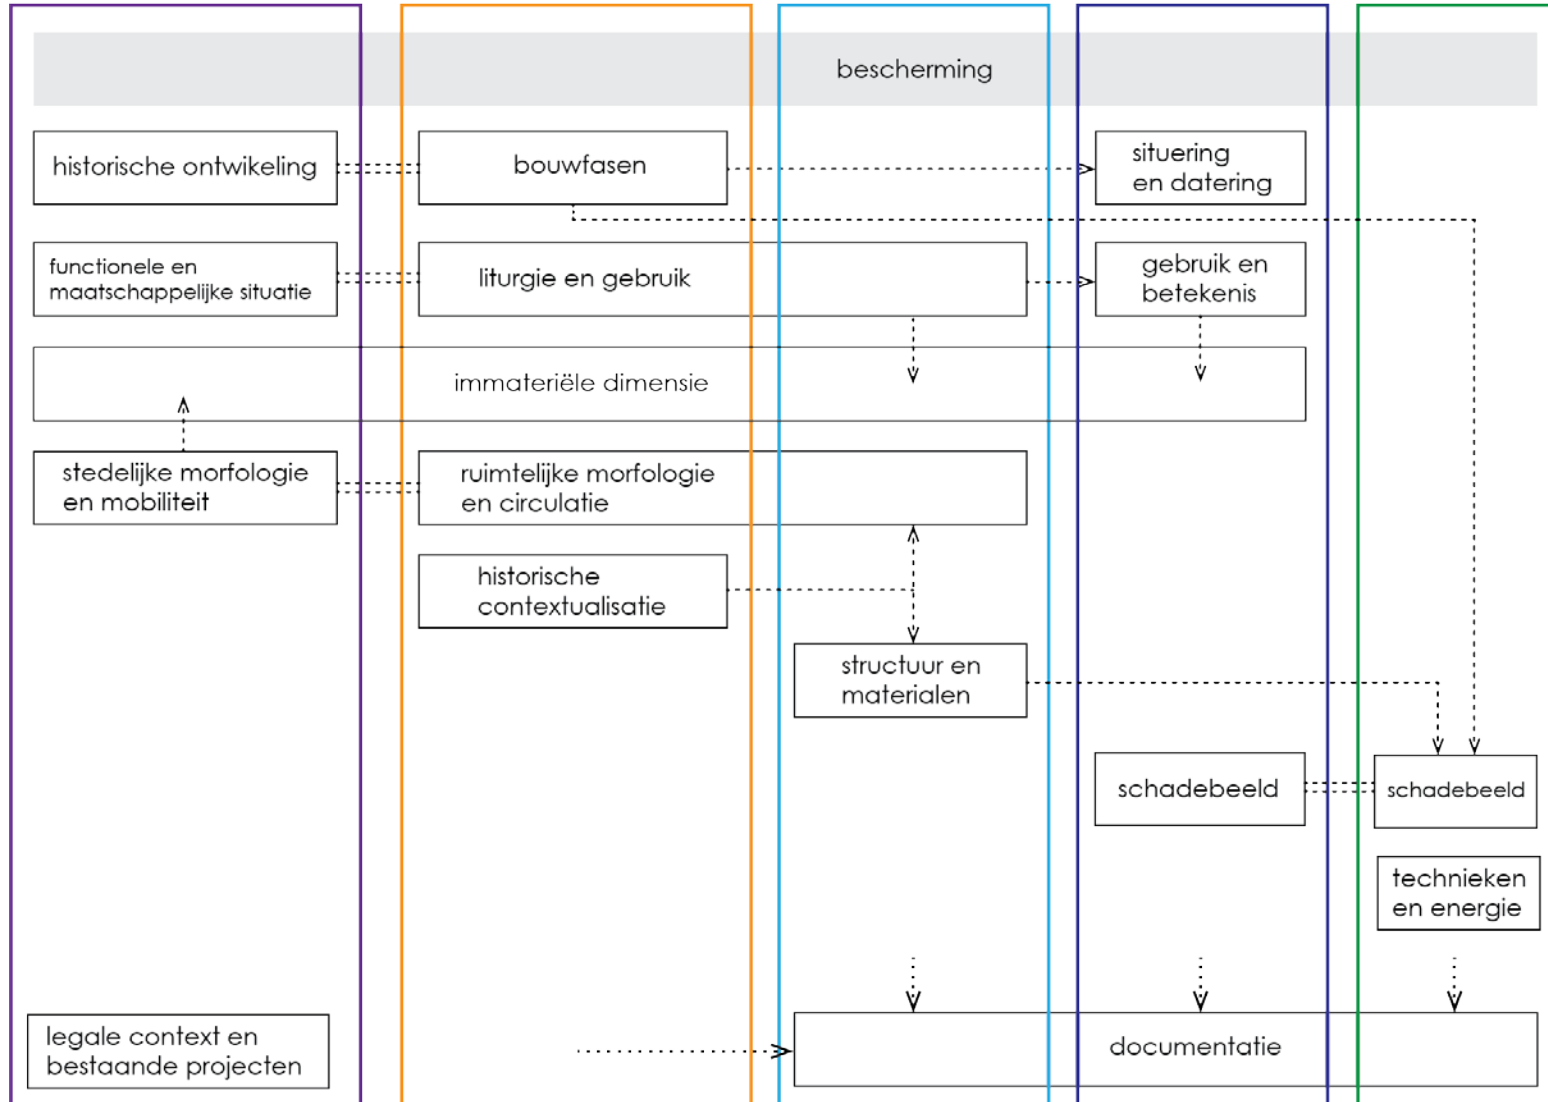 bescherming
historische ontwikeling
bouwfasen
situering
en datering
functionele en
maatschappelijke situatie
liturgie en gebruik
gebruik en
betekenis
immateriële dimensie
stedelijke morfologie
en mobiliteit
ruimtelijke morfologie
en circulatie
historische
contextualisatie
structuur en
materialen
schadebeeld
schadebeeld
technieken
en energie
legale context en
bestaande projecten
documentatie